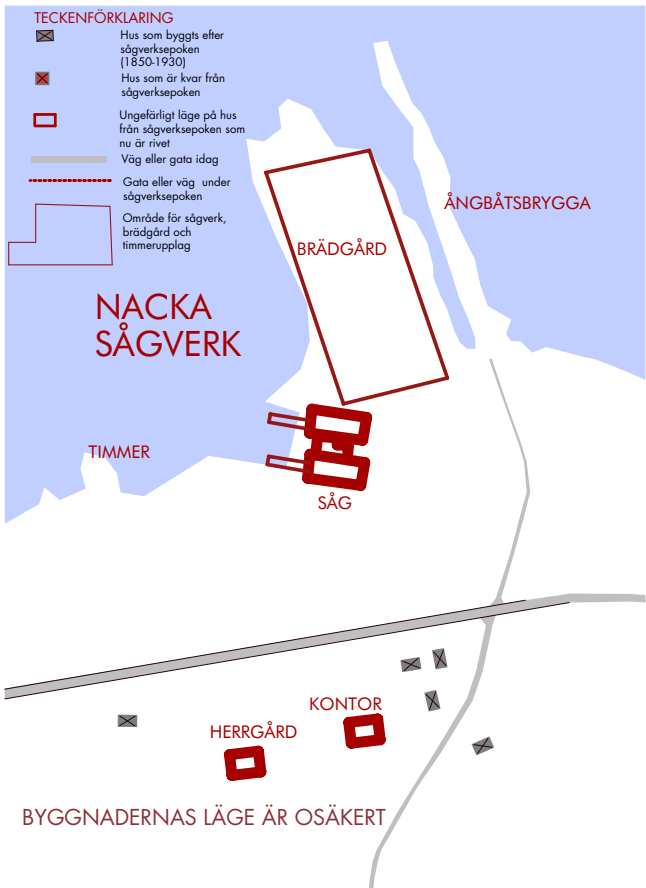 TECKENFÖRKLARING
Hus som byggts efter
sågverksepoken
(1850-1930)
Hus som är kvar från
sågverksepoken
Ungefärligt läge på hus
från sågverksepoken som
nu är rivet
Väg eller gata idag
Gata eller väg under
sågverksepoken
Område för sågverk,
brädgård och
timmerupplag
ÅNGBÅTSBRYGGA
BRÄDGÅRD
NACKA
SÅGVERK
TIMMER
SÅG
KONTOR
HERRGÅRD
BYGGNADERNAS LÄGE ÄR OSÄKERT